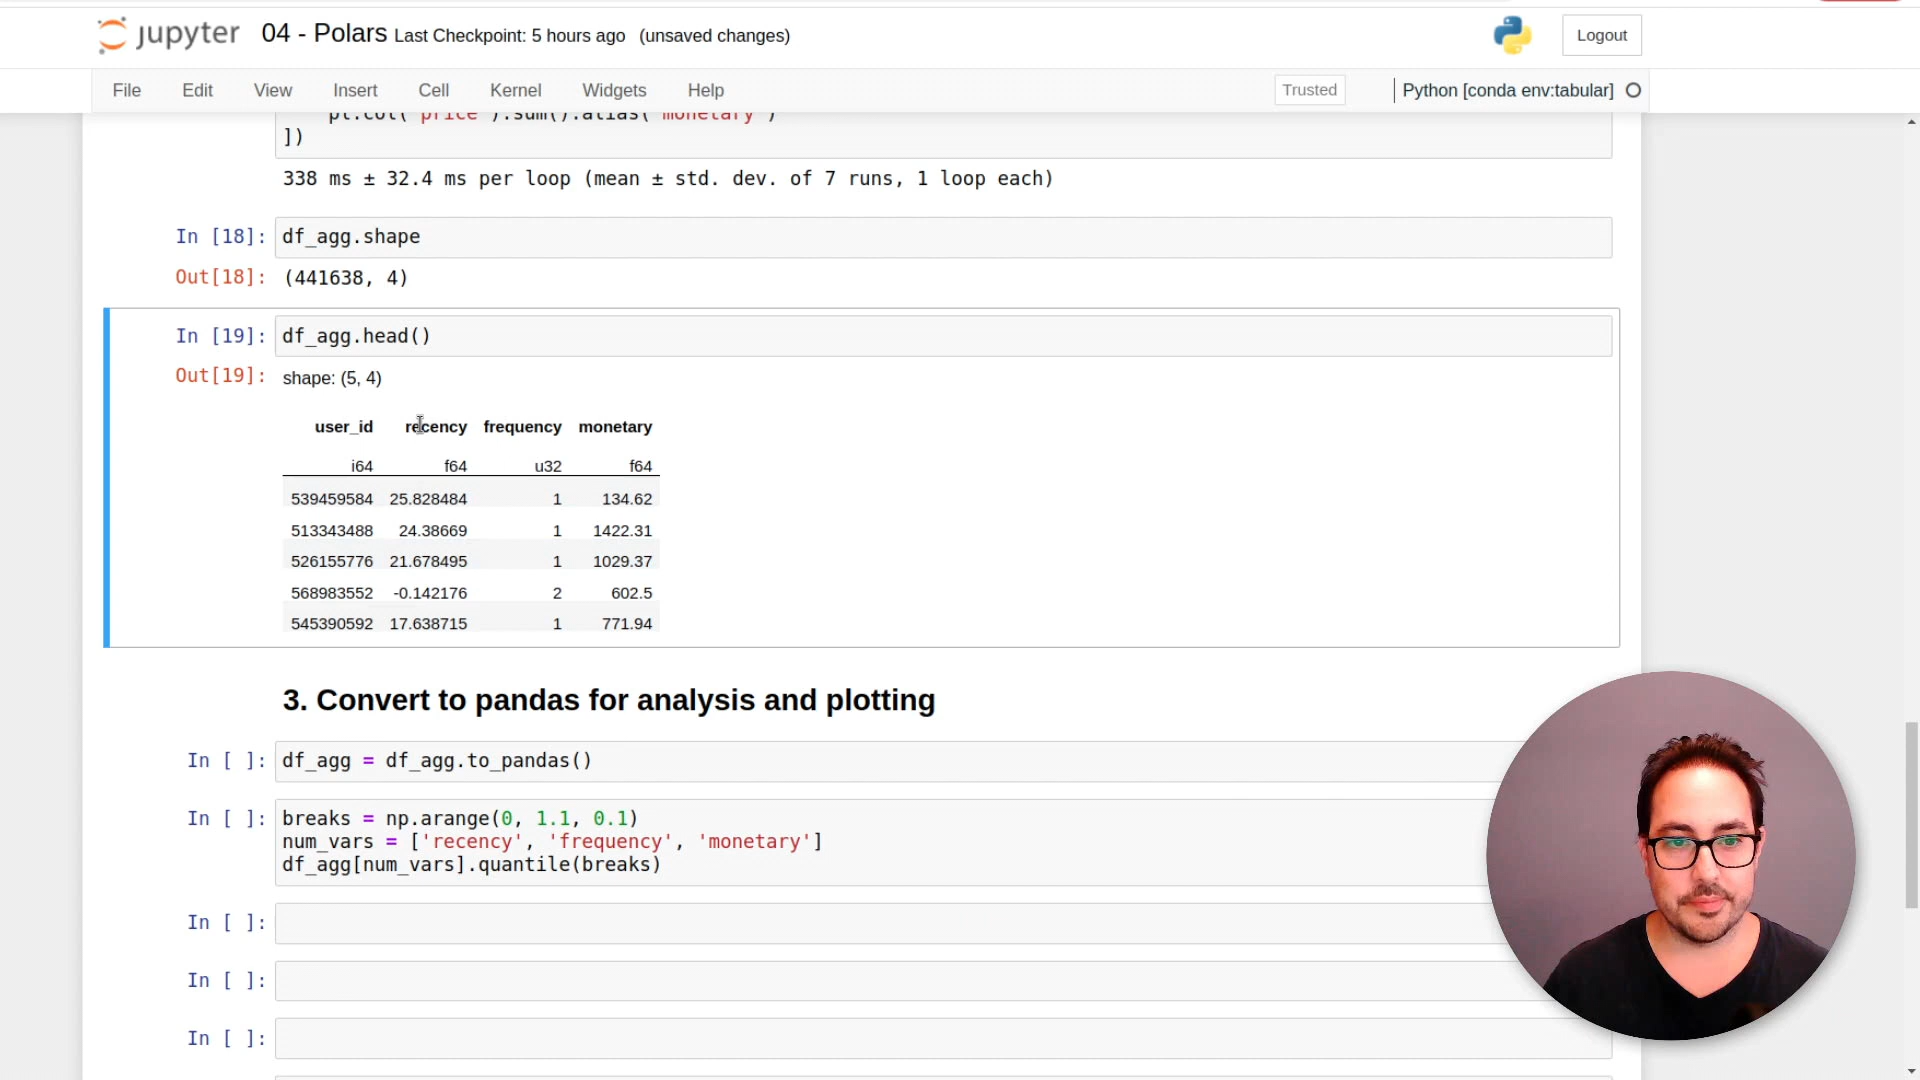 jupyter 04 - Polars Last Checkpoint: 5 hours ago (unsaved changes) Logout
File Edit View Insert Cell Kernel Widgets Help Trusted Python [conda env:tabular]
pl.col("price").sum().alias("monetary")
])
338 ms ± 32.4 ms per loop (mean ± std. dev. of 7 runs, 1 loop each)
In [18]: df_agg.shape
Out[18]: (441638, 4)
In [19]: df_agg.head()
Out[19]: shape: (5, 4)
user_id recency frequency monetary
i64 f64 u32 f64
539459584 25.828484 1 134.62
513343488 24.38669 1 1422.31
526155776 21.678495 1 1029.37
568983552 -0.142176 2 602.5
545390592 17.638715 1 771.94
3. Convert to pandas for analysis and plotting
In [ ]: df_agg = df_agg.to_pandas()
In [ ]: breaks = np.arange(0, 1.1, 0.1)
num_vars = ['recency', 'frequency', 'monetary']
df_agg[num_vars].quantile(breaks)
In [ ]:
In [ ]:
In [ ]: